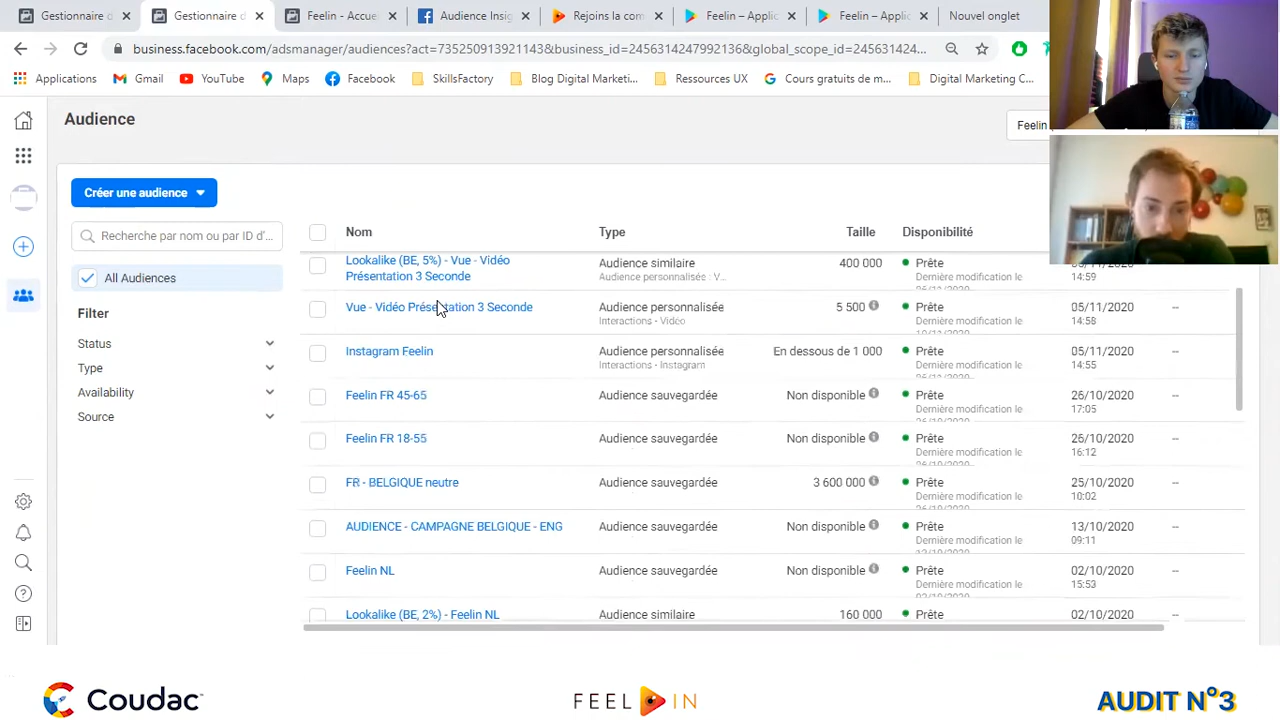 Gestionnaire d
Gestionnaire d
Feelin - Accue
Audience Insig
Rejoins la com
Feelin – Applic
Feelin – Applic
Nouvel onglet
business.facebook.com/adsmanager/audiences?act=735250913921143&business_id=2456314247992136&global_scope_id=245631424...
Applications
Gmail
YouTube
Maps
Facebook
SkillsFactory
Blog Digital Marketi...
Ressources UX
Cours gratuits de m...
Digital Marketing C...
Audience
Feelin
Créer une audience
Recherche par nom ou par ID d'...
All Audiences
Filter
Status
Type
Availability
Source
Nom Type Taille Disponibilité
Lookalike (BE, 5%) - Vue - Vidéo Audience similaire 400 000 Prête
Présentation 3 Seconde Audience personnalisée : V... Dernière modification le 14:59
Vue - Vidéo Présentation 3 Seconde Audience personnalisée 5 500 Prête 05/11/2020 --
Interactions - Vidéo Dernière modification le 14:58
Instagram Feelin Audience personnalisée En dessous de 1 000 Prête 05/11/2020 --
Interactions - Instagram Dernière modification le 14:55
Feelin FR 45-65 Audience sauvegardée Non disponible Prête 26/10/2020 --
Dernière modification le 17:05
Feelin FR 18-55 Audience sauvegardée Non disponible Prête 26/10/2020 --
Dernière modification le 16:12
FR - BELGIQUE neutre Audience sauvegardée 3 600 000 Prête 25/10/2020 --
Dernière modification le 10:02
AUDIENCE - CAMPAGNE BELGIQUE - ENG Audience sauvegardée Non disponible Prête 13/10/2020 --
Dernière modification le 09:11
Feelin NL Audience sauvegardée Non disponible Prête 02/10/2020 --
Dernière modification le 15:53
Lookalike (BE, 2%) - Feelin NL Audience similaire 160 000 Prête 02/10/2020 --
Coudac
FEEL IN
AUDIT N°3